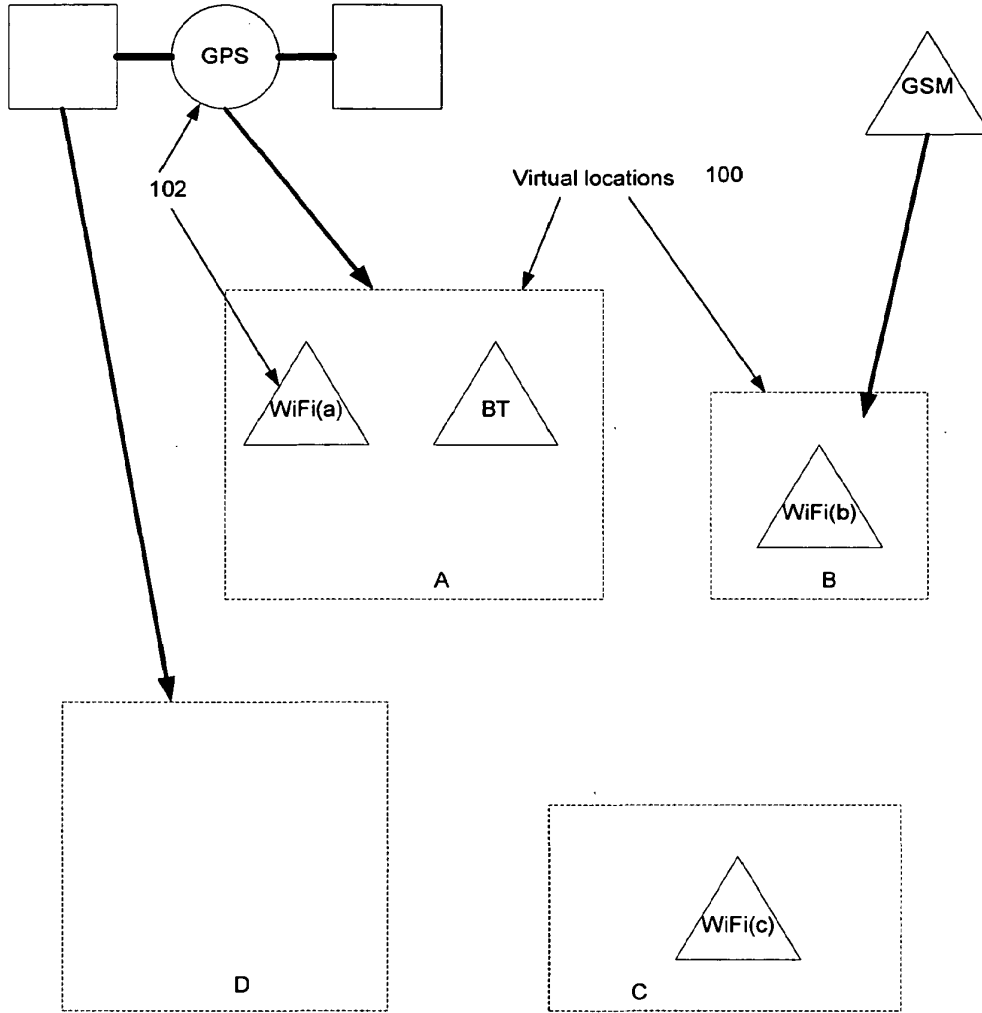 GPS
GSM
102
Virtual locations 100
WiFi(a)
BT
WiFi(b)
A
B
WiFi(c)
D
C